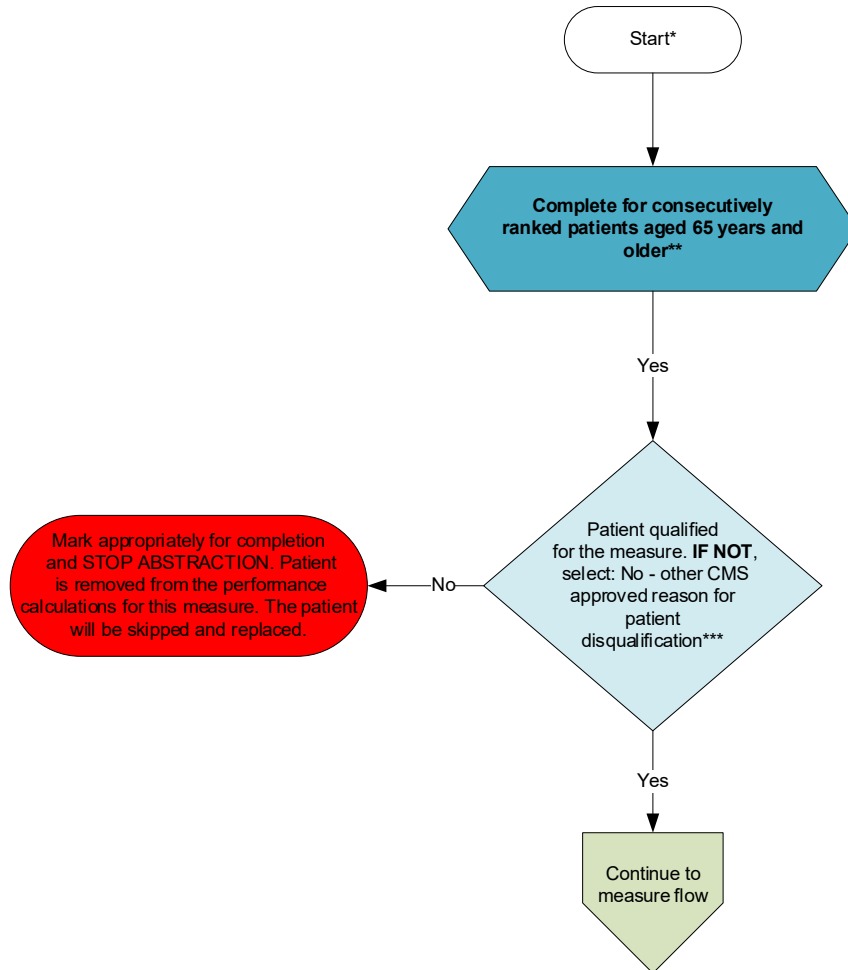 Start*
Complete for consecutively
ranked patients aged 65 years and
older**
Yes
Patient qualified
for the measure. IF NOT,
select: No - other CMS
approved reason for
patient
disqualification***
No
Mark appropriately for completion
and STOP ABSTRACTION. Patient
is removed from the performance
calculations for this measure. The patient
will be skipped and replaced.
Yes
Continue to
measure flow